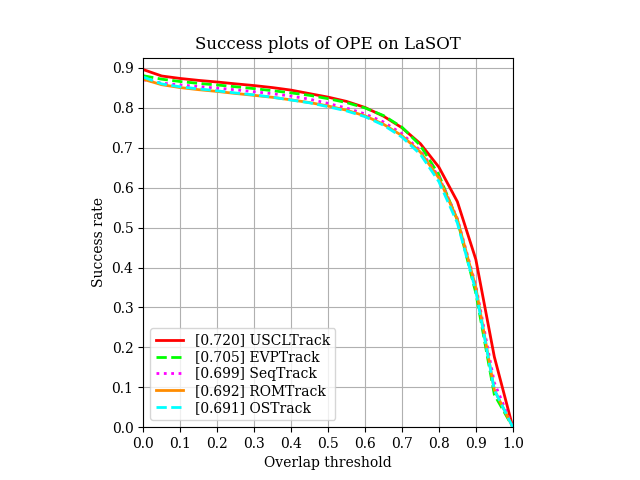 Success plots of OPE on LaSOT
Success rate
0.9
0.8
0.7
0.6
0.5
0.4
0.3
0.2
0.1
0.0
[0.720] USCLTrack
[0.705] EVPTrack
[0.699] SeqTrack
[0.692] ROMTrack
[0.691] OSTrack
0.0 0.1 0.2 0.3 0.4 0.5 0.6 0.7 0.8 0.9 1.0
Overlap threshold